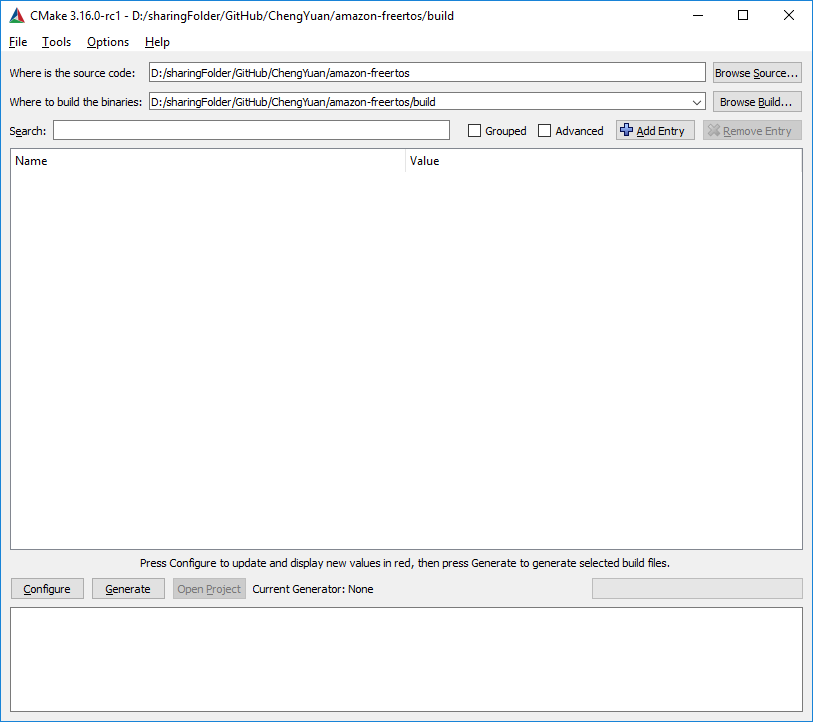 CMake 3.16.0-rc1 - D:/sharingFolder/GitHub/ChengYuan/amazon-freertos/build
File Tools Options Help
Where is the source code: D:/sharingFolder/GitHub/ChengYuan/amazon-freertos Browse Source...
Where to build the binaries: D:/sharingFolder/GitHub/ChengYuan/amazon-freertos/build Browse Build...
Search: Grouped Advanced Add Entry Remove Entry
Name Value
Press Configure to update and display new values in red, then press Generate to generate selected build files.
Configure Generate Open Project Current Generator: None